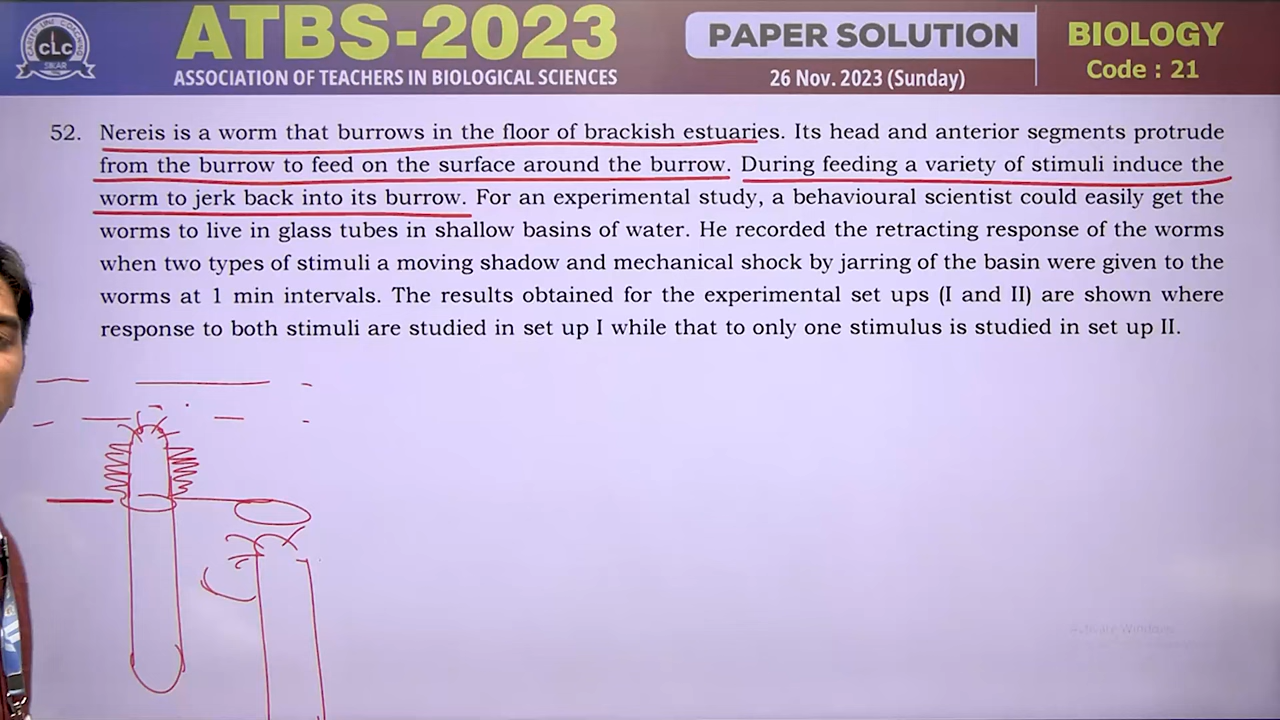 CLC
SIKAR
ATBS-2023
ASSOCIATION OF TEACHERS IN BIOLOGICAL SCIENCES
PAPER SOLUTION
26 Nov. 2023 (Sunday)
BIOLOGY
Code : 21
52. Nereis is a worm that burrows in the floor of brackish estuaries. Its head and anterior segments protrude
from the burrow to feed on the surface around the burrow. During feeding a variety of stimuli induce the
worm to jerk back into its burrow. For an experimental study, a behavioural scientist could easily get the
worms to live in glass tubes in shallow basins of water. He recorded the retracting response of the worms
when two types of stimuli a moving shadow and mechanical shock by jarring of the basin were given to the
worms at 1 min intervals. The results obtained for the experimental set ups (I and II) are shown where
response to both stimuli are studied in set up I while that to only one stimulus is studied in set up II.
Activate Windows